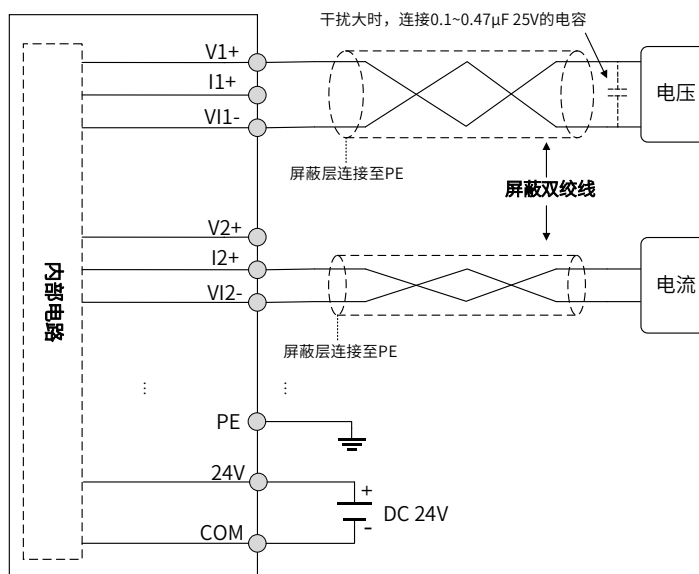 干扰大时，连接0.1~0.47μF 25V的电容
V1+
I1+
VI1-
电压
屏蔽层连接至PE
屏蔽双绞线
V2+
I2+
VI2-
电流
内部电路
屏蔽层连接至PE
...
...
PE
24V
+
DC 24V
-
COM